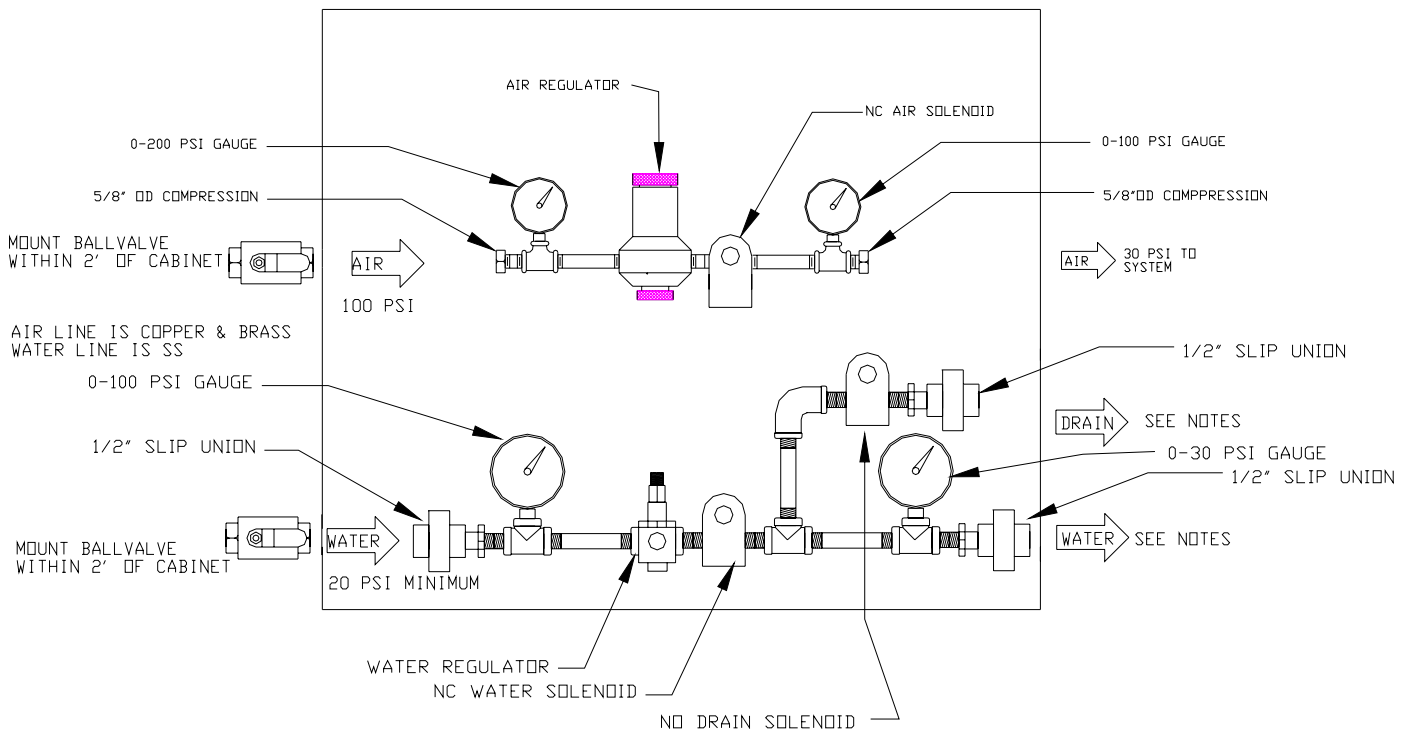 AIR REGULATOR
NC AIR SOLENOID
0-200 PSI GAUGE
0-100 PSI GAUGE
5/8" OD COMPRESSION
5/8"OD COMPPRESSION
MOUNT BALLVALVE
WITHIN 2' OF CABINET
AIR
100 PSI
AIR
30 PSI TO
SYSTEM
AIR LINE IS COPPER & BRASS
WATER LINE IS SS
0-100 PSI GAUGE
1/2" SLIP UNION
DRAIN
SEE NOTES
1/2" SLIP UNION
0-30 PSI GAUGE
1/2" SLIP UNION
MOUNT BALLVALVE
WITHIN 2' OF CABINET
WATER
20 PSI MINIMUM
WATER
SEE NOTES
WATER REGULATOR
NC WATER SOLENOID
NO DRAIN SOLENOID